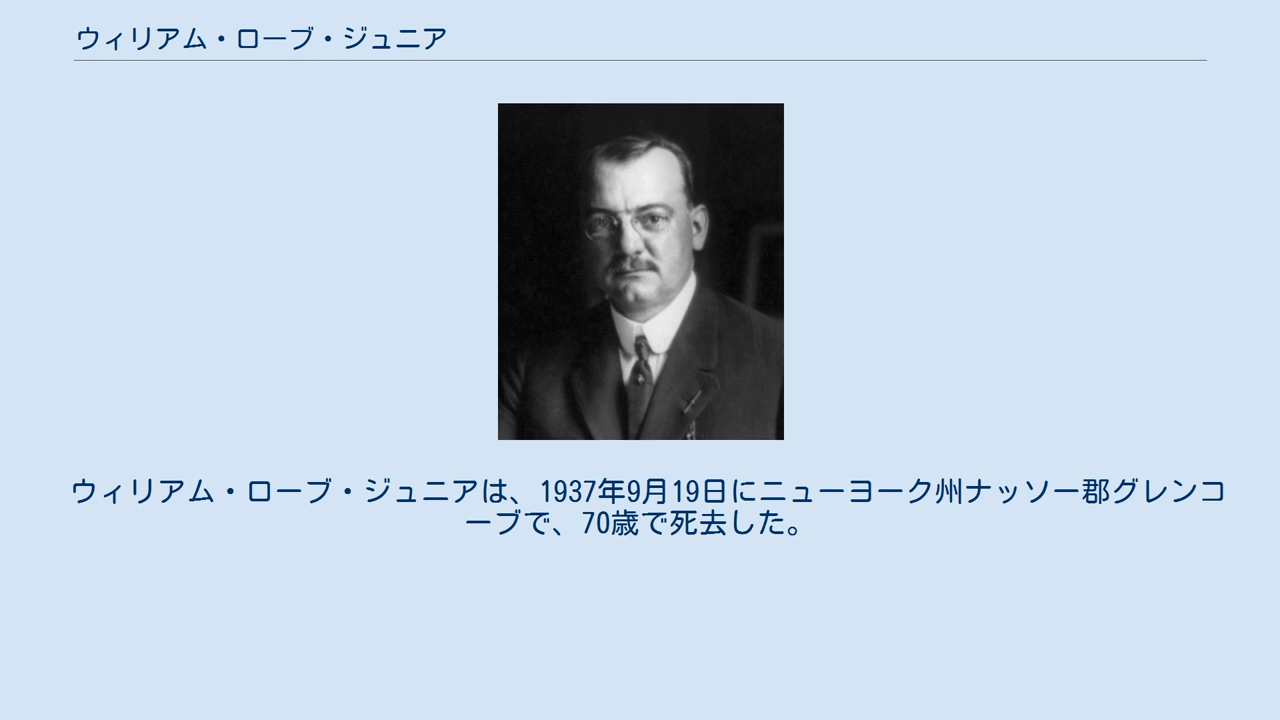 ウィリアム・ローブ・ジュニア
ウィリアム・ローブ・ジュニアは、1937年9月19日にニューヨーク州ナッソー郡グレンコ
ーブで、70歳で死去した。